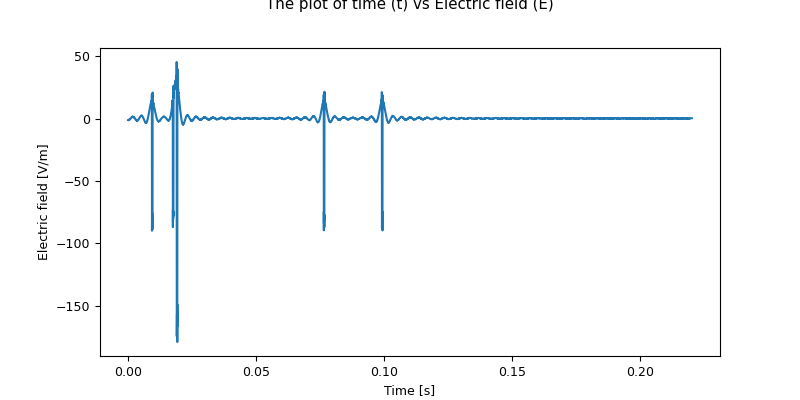 The plot of time (t) vs Electric field (E)
50
0
−50
−100
−150
Electric field [V/m]
0.00 0.05 0.10 0.15 0.20
Time [s]